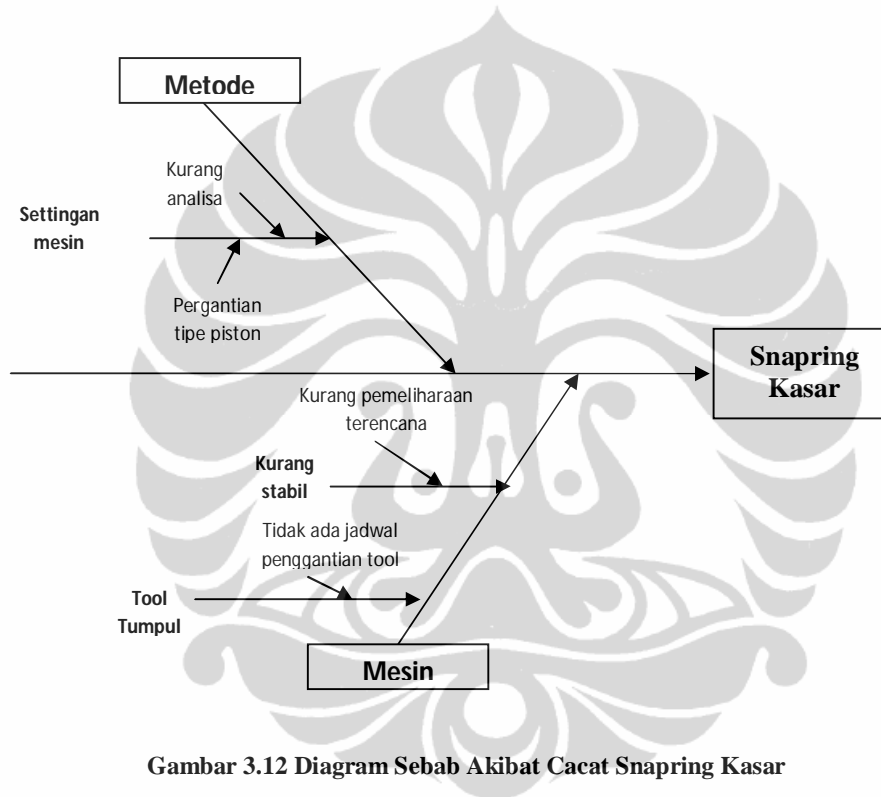 Metode
Kurang
analisa
Settingan
mesin
Pergantian
tipe piston
Snapring
Kasar
Kurang pemeliharaan
terencana
Kurang
stabil
Tidak ada jadwal
penggantian tool
Tool
Tumpul
Mesin
Gambar 3.12 Diagram Sebab Akibat Cacat Snapring Kasar